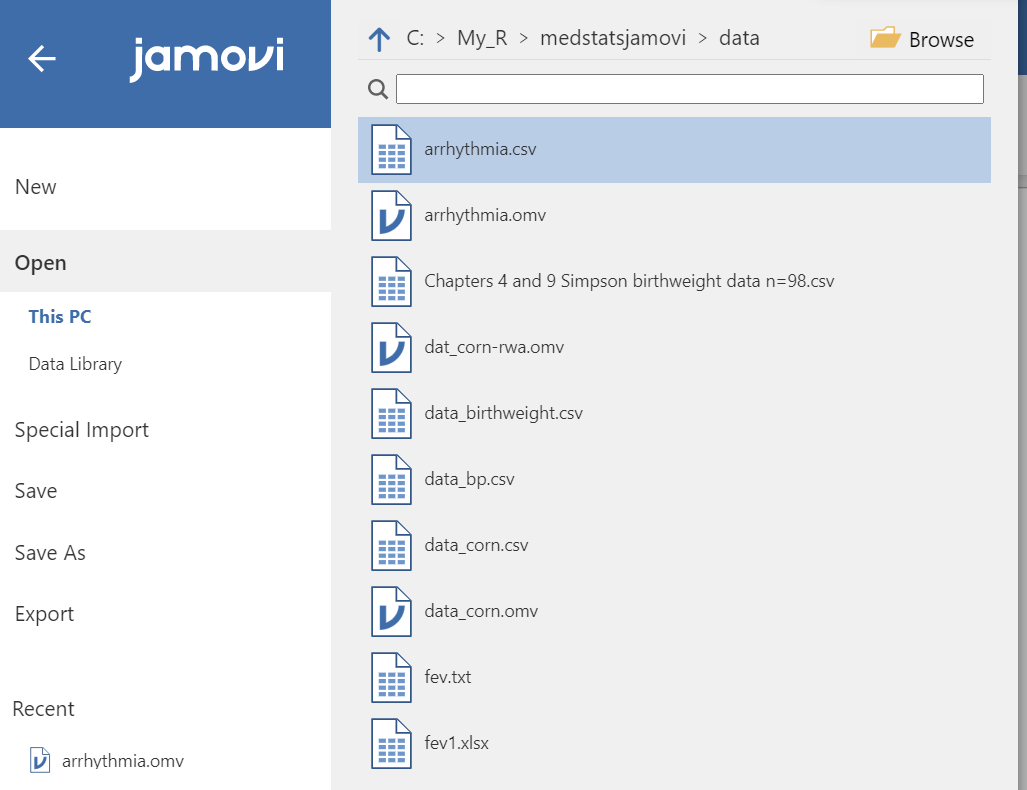 jamovi
New
Open
This PC
Data Library
Special Import
Save
Save As
Export
Recent
arrhythmia.omv
C: > My_R > medstatsjamovi > data
Browse
arrhythmia.csv
arrhythmia.omv
Chapters 4 and 9 Simpson birthweight data n=98.csv
dat_corn-rwa.omv
data_birthweight.csv
data_bp.csv
data_corn.csv
data_corn.omv
fev.txt
fev1.xlsx